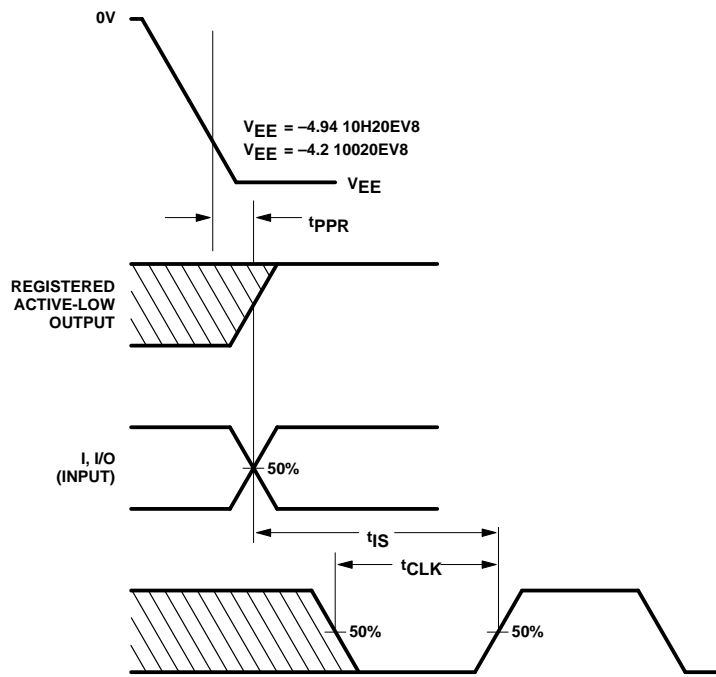 0V
VEE = –4.94 10H20EV8
VEE = –4.2 10020EV8
VEE
tPPR
REGISTERED
ACTIVE-LOW
OUTPUT
I, I/O
(INPUT)
50%
tIS
tCLK
50%
50%